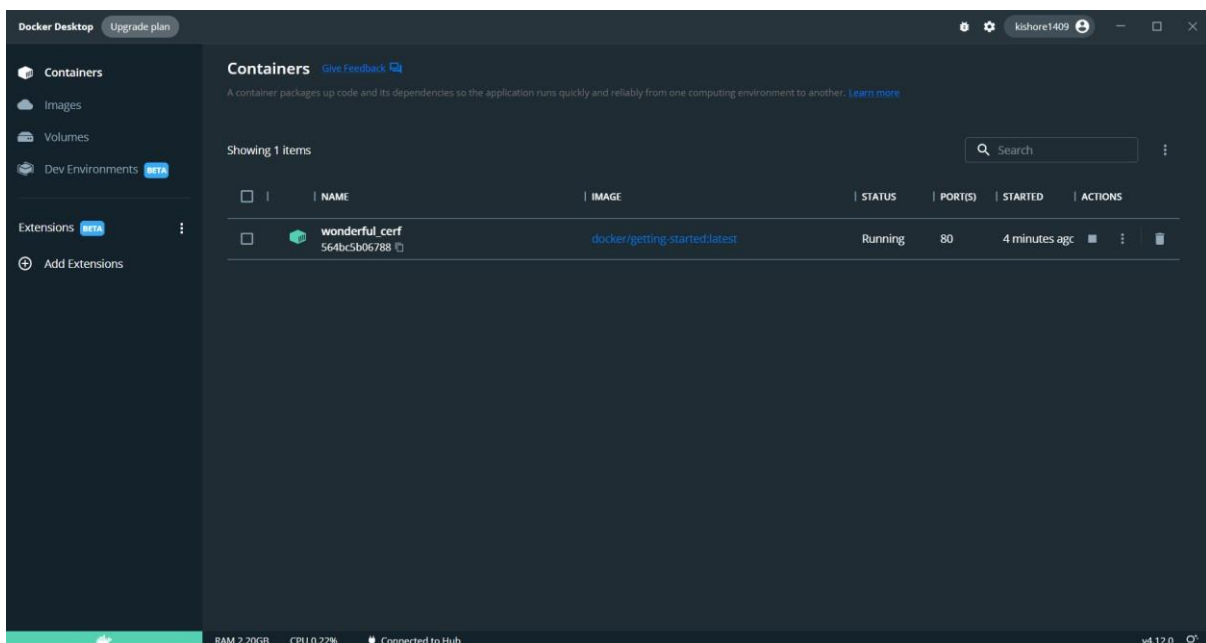 Docker Desktop Upgrade plan kishore1409
Containers
Images
Volumes
Dev Environments BETA
Extensions BETA
Add Extensions
Containers Give Feedback
A container packages up code and its dependencies so the application runs quickly and reliably from one computing environment to another. Learn more
Showing 1 items
Search
NAME IMAGE STATUS PORT(S) STARTED ACTIONS
wonderful_cerf docker/getting-started:latest Running 80 4 minutes agc
564bc5b06788
RAM 2.20GB CPU 0.22% Connected to Hub v4.12.0